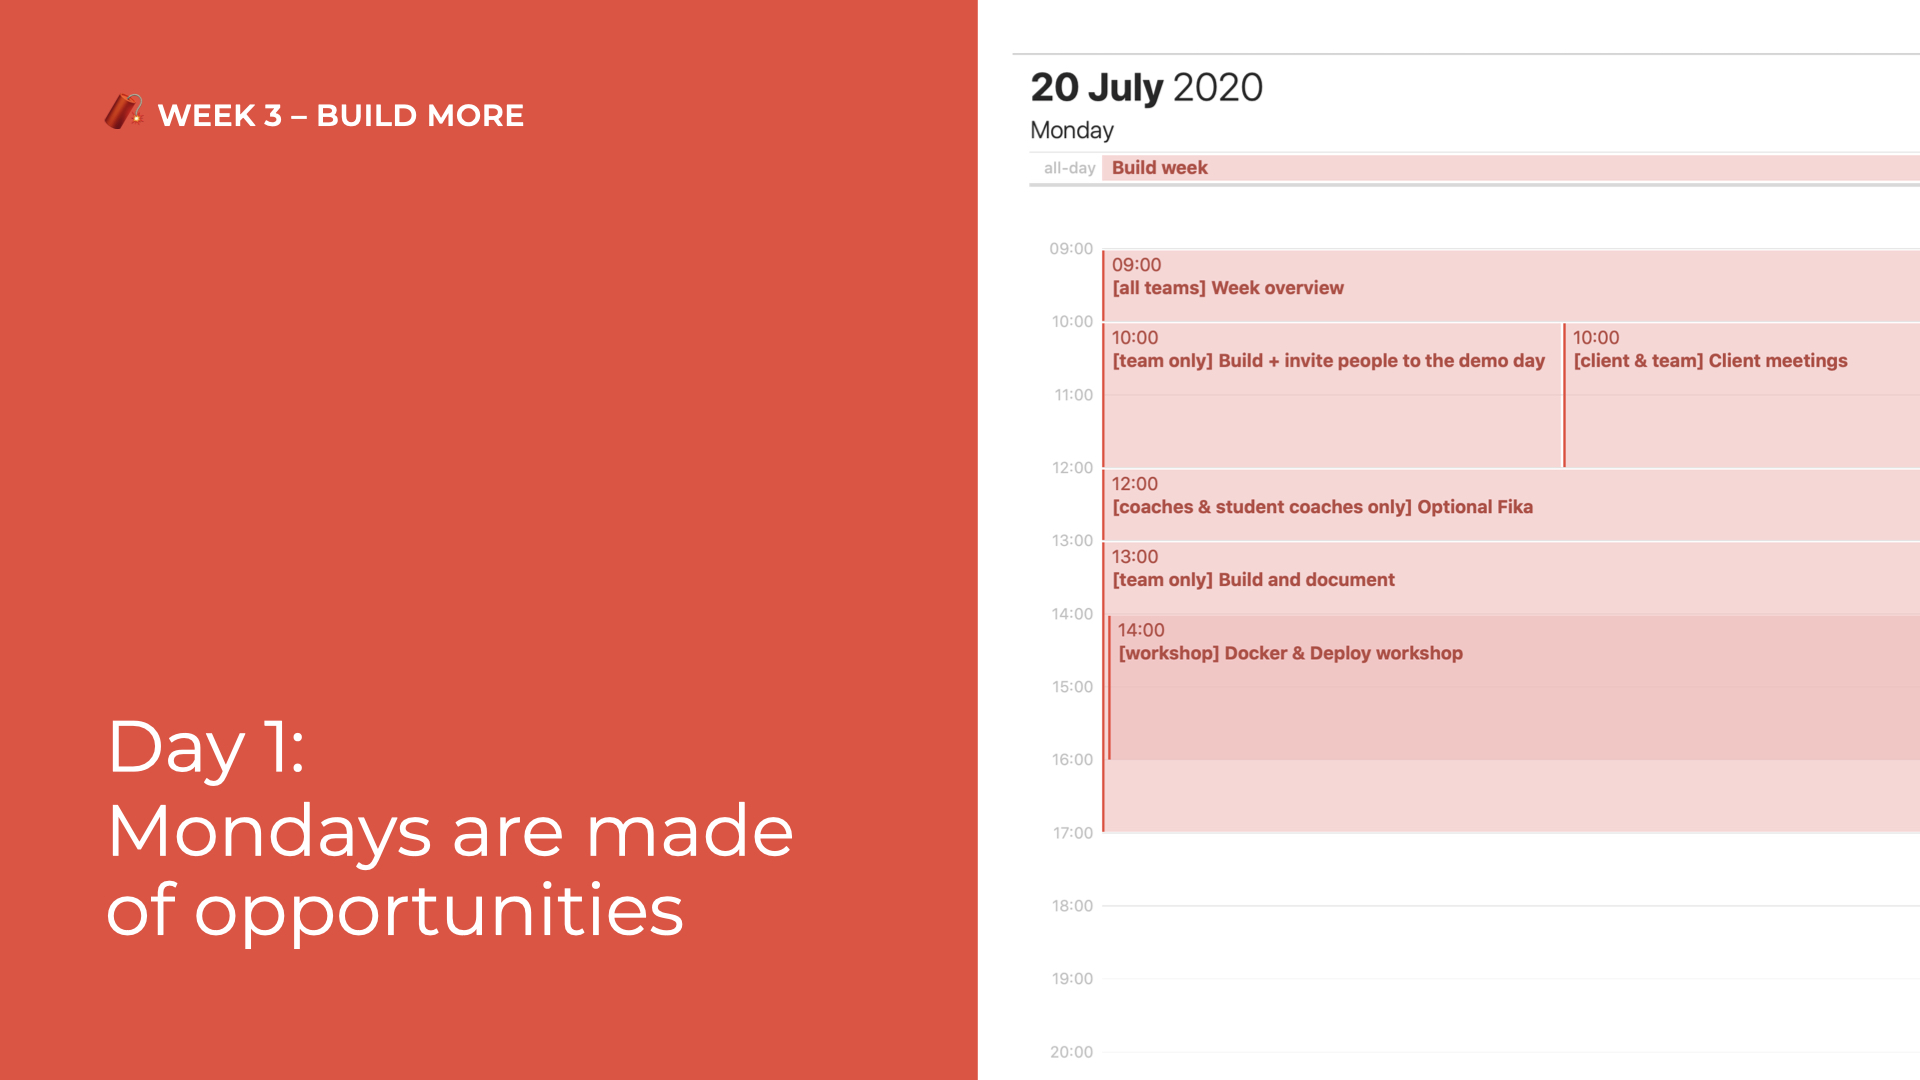 WEEK 3 – BUILD MORE
Day 1:
Mondays are made
of opportunities
20 July 2020
Monday
all-day
Build week
09:00
09:00
[all teams] Week overview
10:00
10:00
[team only] Build + invite people to the demo day
10:00
[client & team] Client meetings
11:00
12:00
12:00
[coaches & student coaches only] Optional Fika
13:00
13:00
[team only] Build and document
14:00
14:00
[workshop] Docker & Deploy workshop
15:00
16:00
17:00
18:00
19:00
20:00